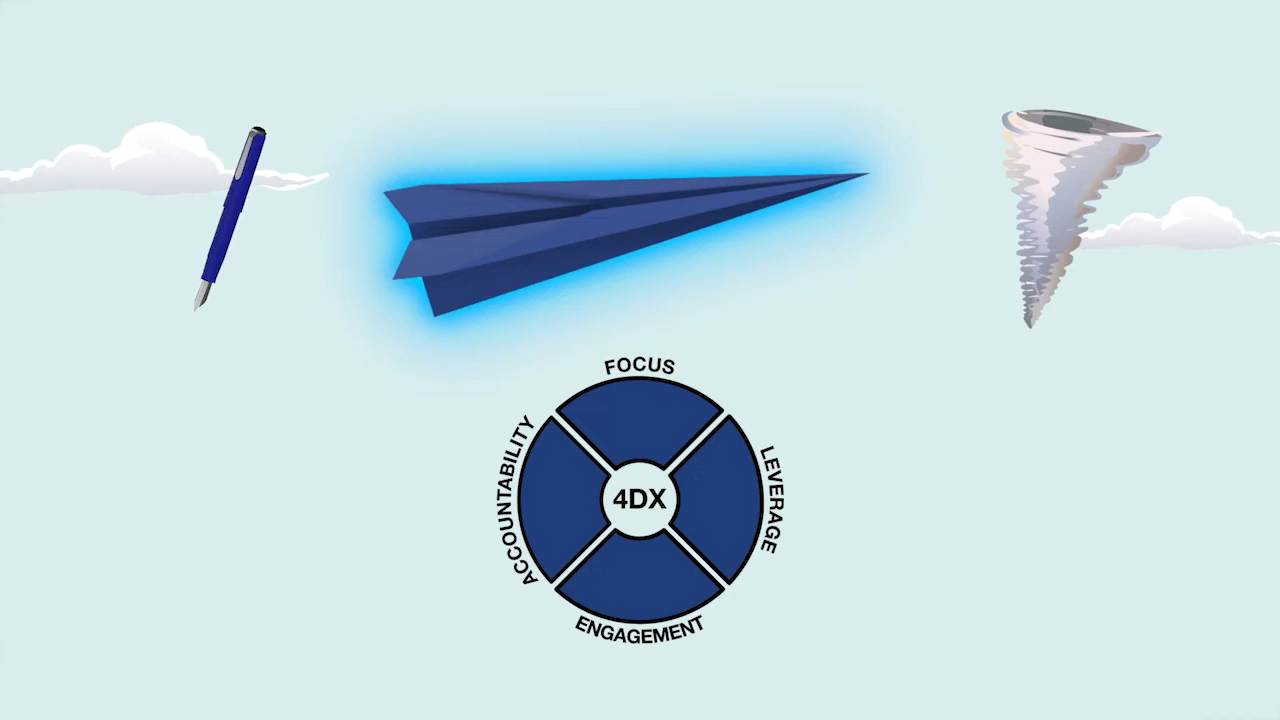 FOCUS
LEVERAGE
ENGAGEMENT
ACCOUNTABILITY
4DX